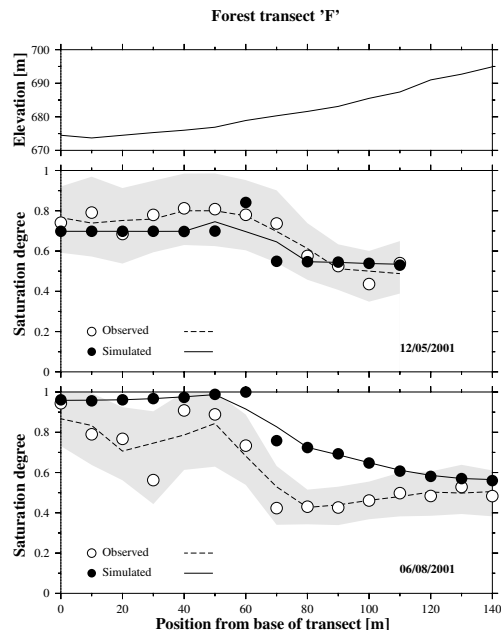 Forest transect 'F'
Elevation [m]
700
690
680
670
Saturation degree
1
0.8
0.6
0.4
0.2
0
Observed
Simulated
12/05/2001
Saturation degree
1
0.8
0.6
0.4
0.2
0
Observed
Simulated
06/08/2001
0 20 40 60 80 100 120 140
Position from base of transect [m]